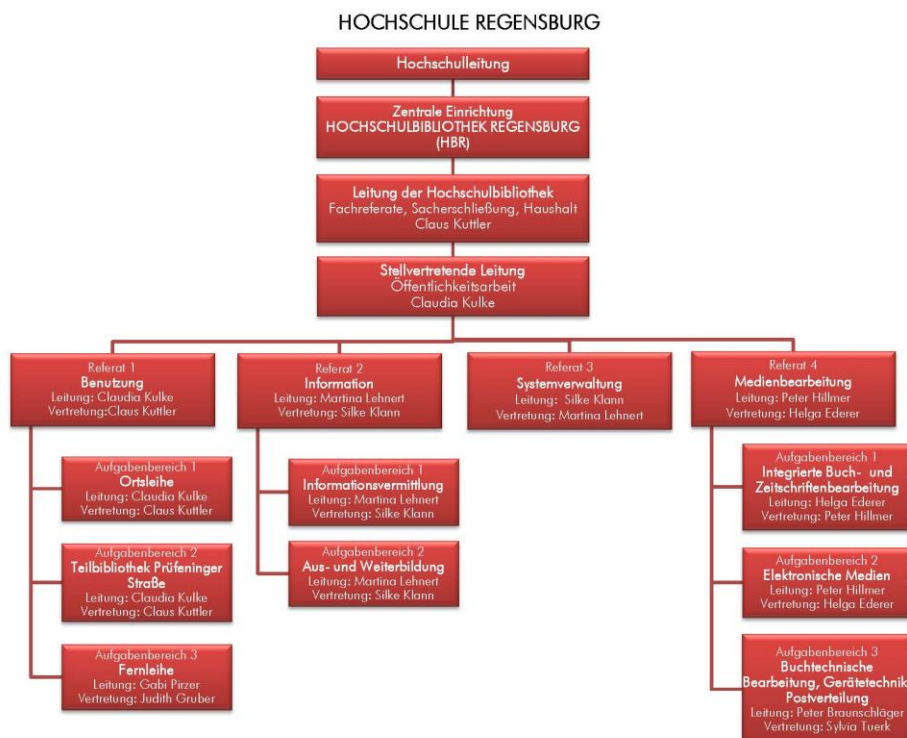 HOCHSCHULE REGENSBURG
Hochschulleitung
Zentrale Einrichtung
HOCHSCHULBIBLIOTHEK REGENSBURG
(HBR)
Leitung der Hochschulbibliothek
Fachreferate, Sacherschließung, Haushalt
Claus Kuttler
Stellvertretende Leitung
Öffentlichkeitsarbeit
Claudia Kulke
Referat 1
Benutzung
Leitung: Claudia Kulke
Vertretung:Claus Kuttler
Aufgabenbereich 1
Ortsleihe
Leitung: Claudia Kulke
Vertretung: Claus Kuttler
Aufgabenbereich 2
Teilbibliothek Prüfeninger
Straße
Leitung: Claudia Kulke
Vertretung: Claus Kuttler
Aufgabenbereich 3
Fernleihe
Leitung: Gabi Pirzer
Vertretung: Judith Gruber
Referat 2
Information
Leitung: Martina Lehnert
Vertretung: Silke Klann
Aufgabenbereich 1
Informationsvermittlung
Leitung: Martina Lehnert
Vertretung: Silke Klann
Aufgabenbereich 2
Aus- und Weiterbildung
Leitung: Martina Lehnert
Vertretung: Silke Klann
Referat 3
Systemverwaltung
Leitung: Silke Klann
Vertretung: Martina Lehnert
Referat 4
Medienbearbeitung
Leitung: Peter Hillmer
Vertretung: Helga Ederer
Aufgabenbereich 1
Integrierte Buch- und
Zeitschriftenbearbeitung
Leitung: Helga Ederer
Vertretung: Peter Hillmer
Aufgabenbereich 2
Elektronische Medien
Leitung: Peter Hillmer
Vertretung: Helga Ederer
Aufgabenbereich 3
Buchtechnische
Bearbeitung, Gerätetechnik
Postverteilung
Leitung: Peter Braunschläger
Vertretung: Sylvia Tuerk